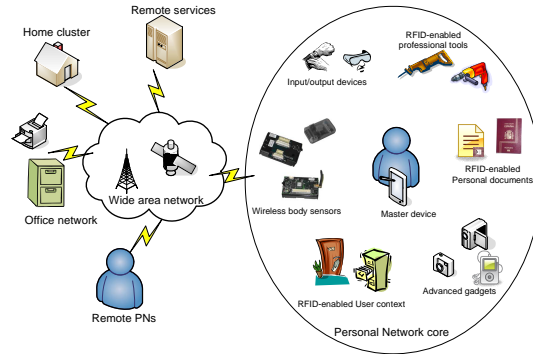 Remote services
Home cluster
RFID-enabled
professional tools
Input/output devices
RFID-enabled
Personal documents
Wide area network
Office network
Wireless body sensors
Master device
Remote PNs
RFID-enabled User context
Advanced gadgets
Personal Network core